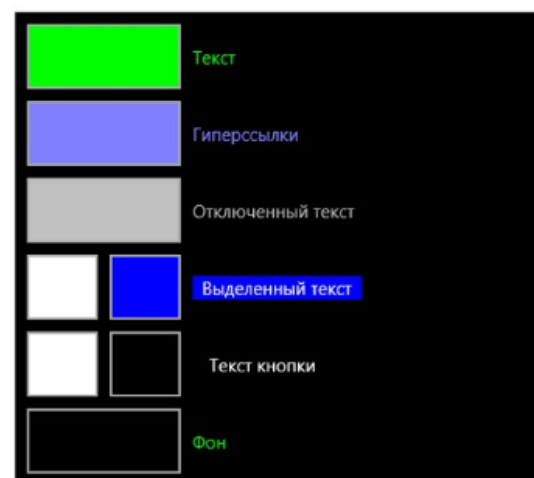 Текст
Гиперссылки
Отключенный текст
Выделенный текст
Текст кнопки
Фон